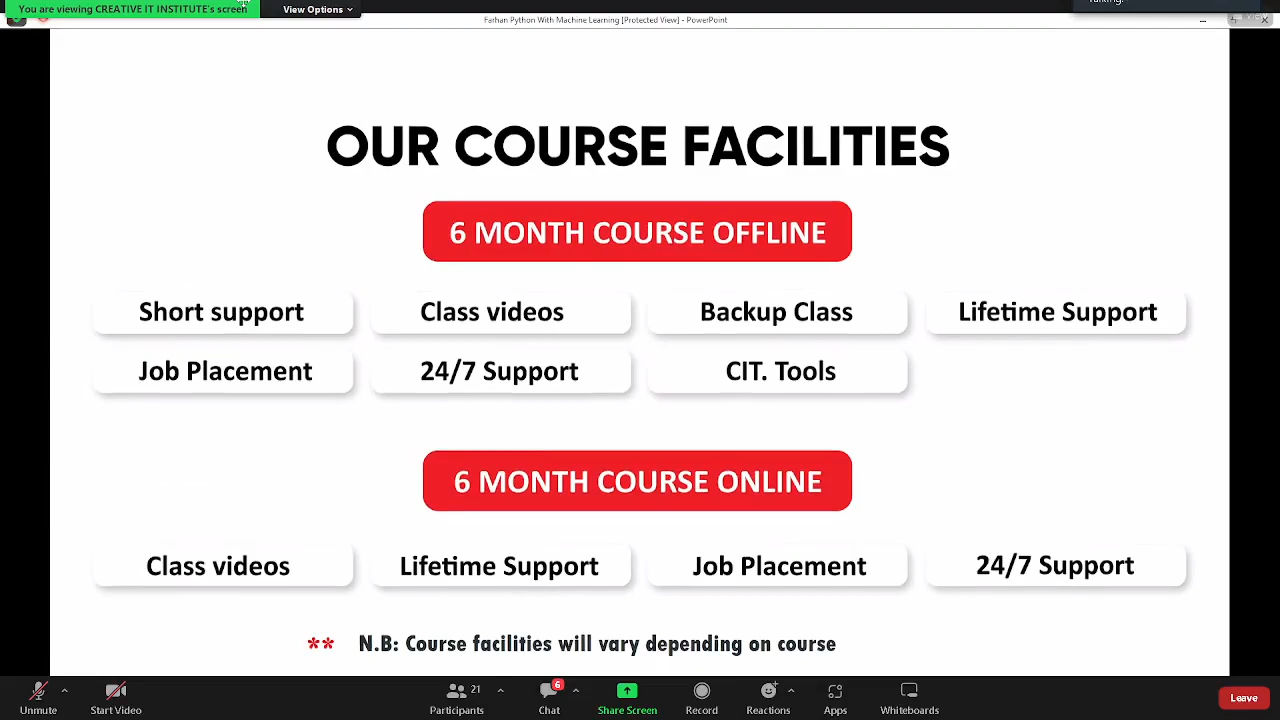 You are viewing CREATIVE IT INSTITUTE's screen
View Options
Talking:
Farhan Python With Machine Learning [Protected View] - PowerPoint
OUR COURSE FACILITIES
6 MONTH COURSE OFFLINE
Short support
Class videos
Backup Class
Lifetime Support
Job Placement
24/7 Support
CIT. Tools
6 MONTH COURSE ONLINE
Class videos
Lifetime Support
Job Placement
24/7 Support
** N.B: Course facilities will vary depending on course
Unmute
Start Video
21
Participants
6
Chat
Share Screen
Record
Reactions
Apps
Whiteboards
Leave